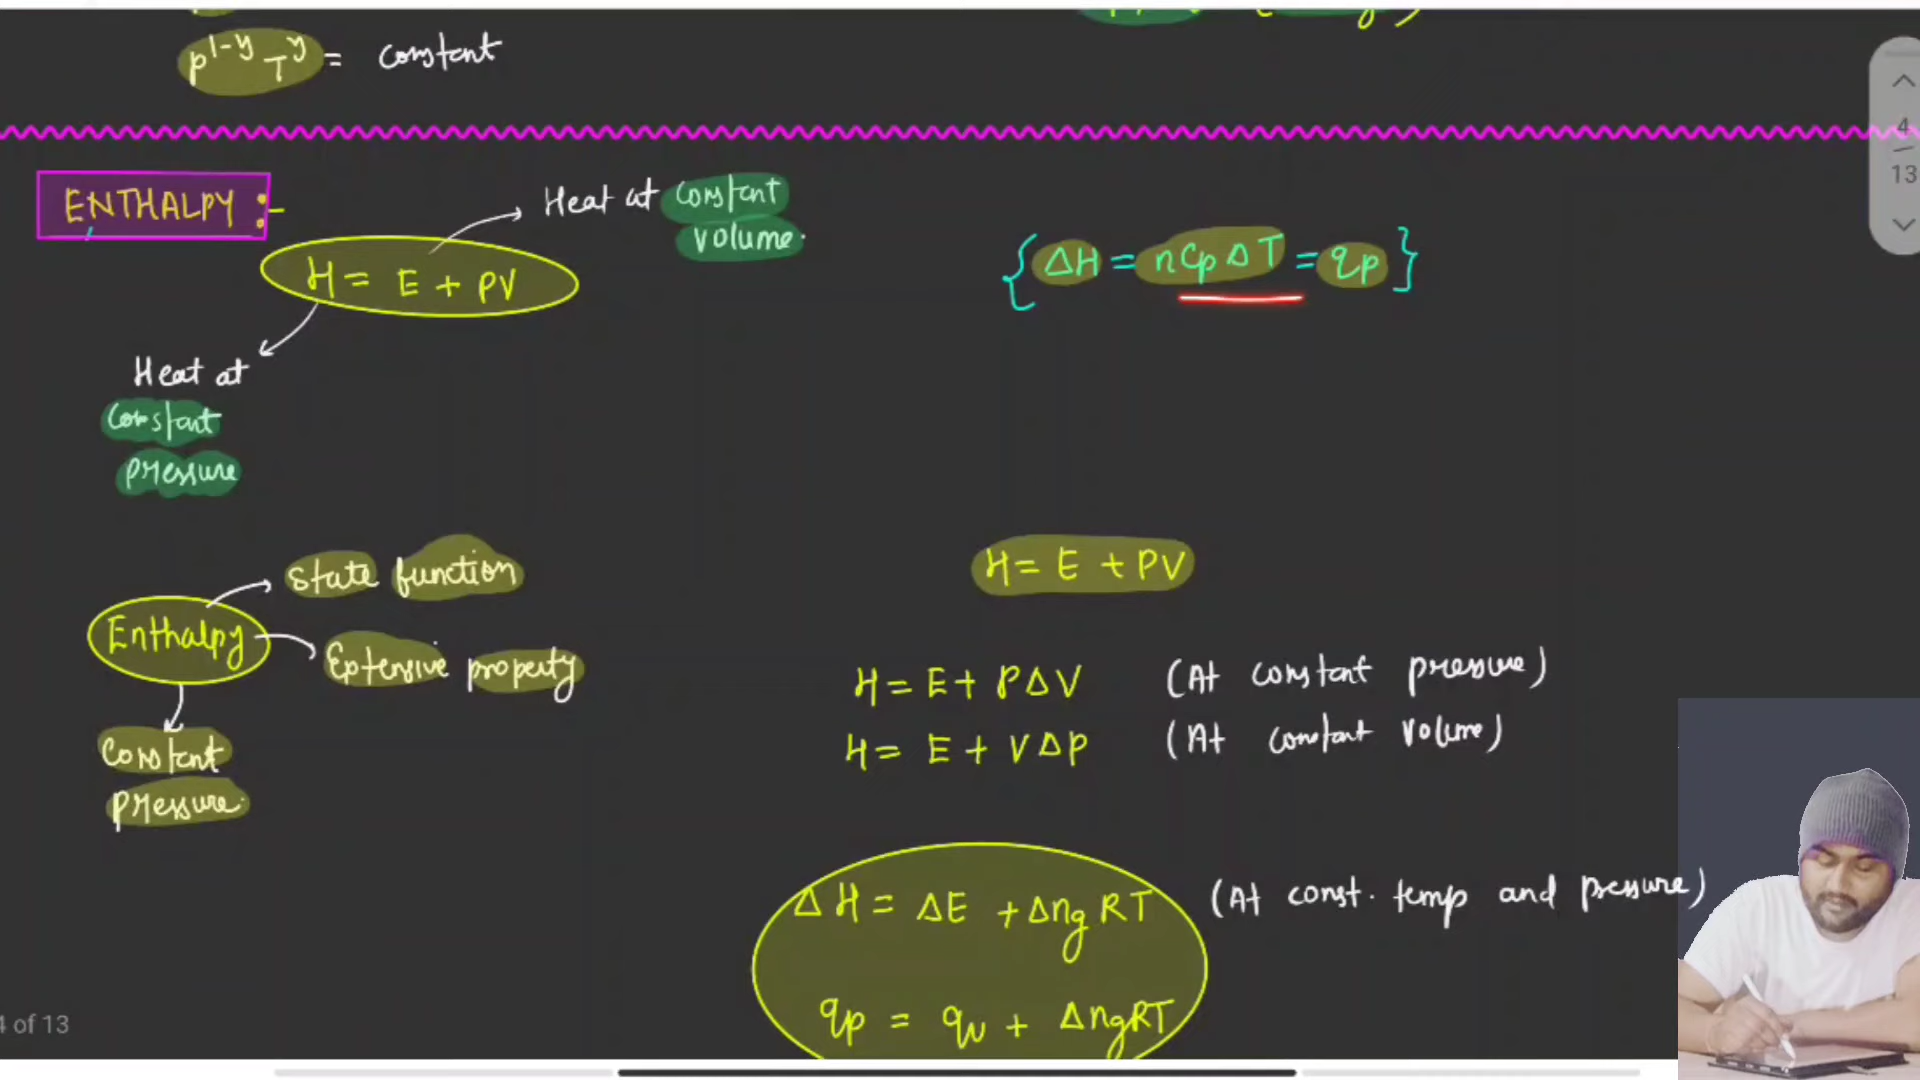 P^{1-γ} T^{γ} = constant
ENTHALPY :-
Heat at constant
volume.
H = E + PV
{ΔH = nCpΔT = qp}
Heat at
constant
pressure
state function
Enthalpy
Extensive property
Constant
pressure.
H = E + PV
H = E + PΔV (At constant pressure)
H = E + VΔP (At constant volume)
ΔH = ΔE + Δng RT (At const. temp and pressure)
qp = qv + ΔngRT
4
13
4 of 13